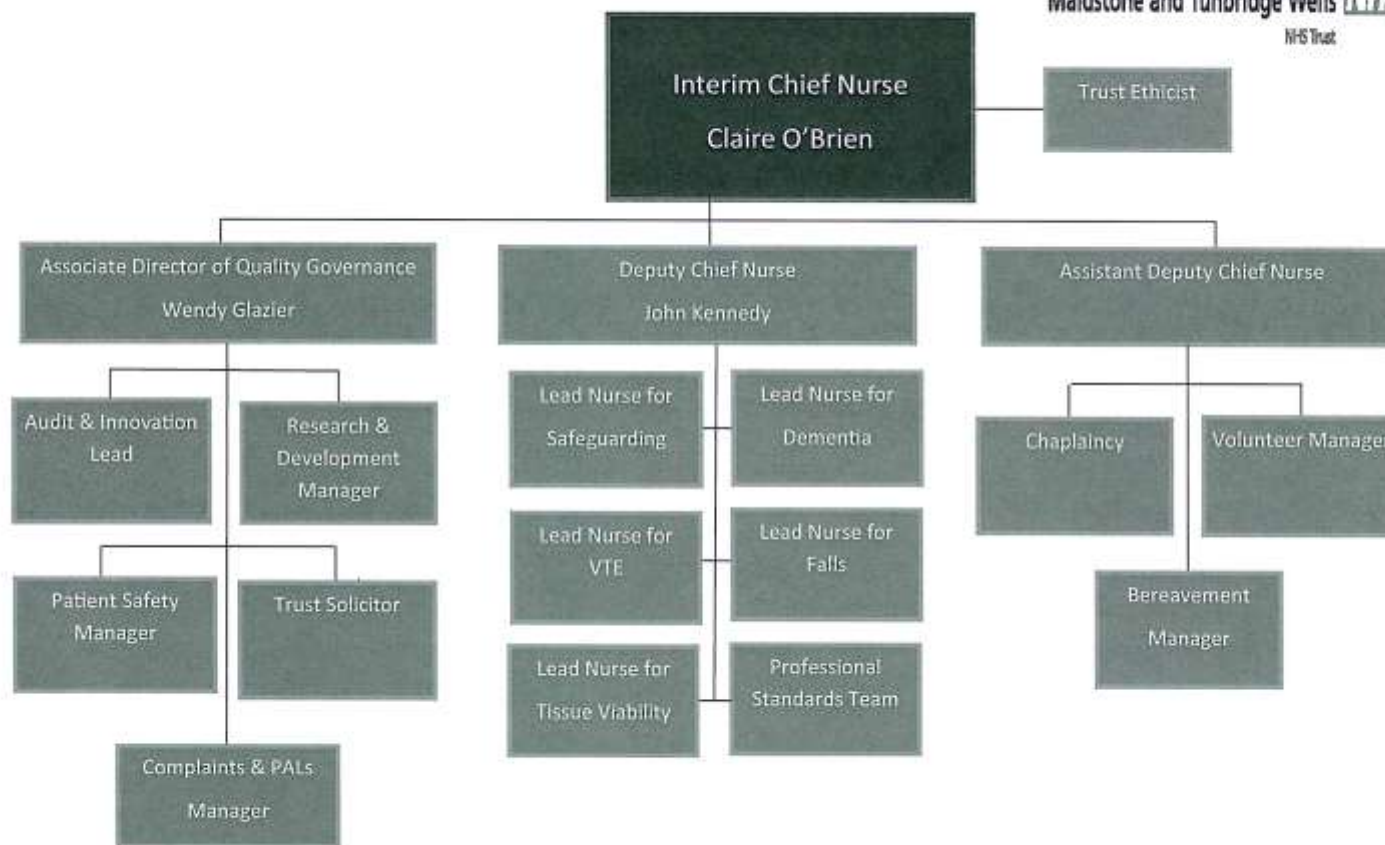 Maidstone and Tunbridge Wells
NHS Trust
Interim Chief Nurse
Claire O'Brien
Trust Ethicist
Associate Director of Quality Governance
Wendy Glazier
Deputy Chief Nurse
John Kennedy
Assistant Deputy Chief Nurse
Audit & Innovation
Lead
Research &
Development
Manager
Lead Nurse for
Safeguarding
Lead Nurse for
Dementia
Chaplaincy
Volunteer Manager
Patient Safety
Manager
Trust Solicitor
Lead Nurse for
VTE
Lead Nurse for
Falls
Bereavement
Manager
Lead Nurse for
Tissue Viability
Professional
Standards Team
Complaints & PALs
Manager